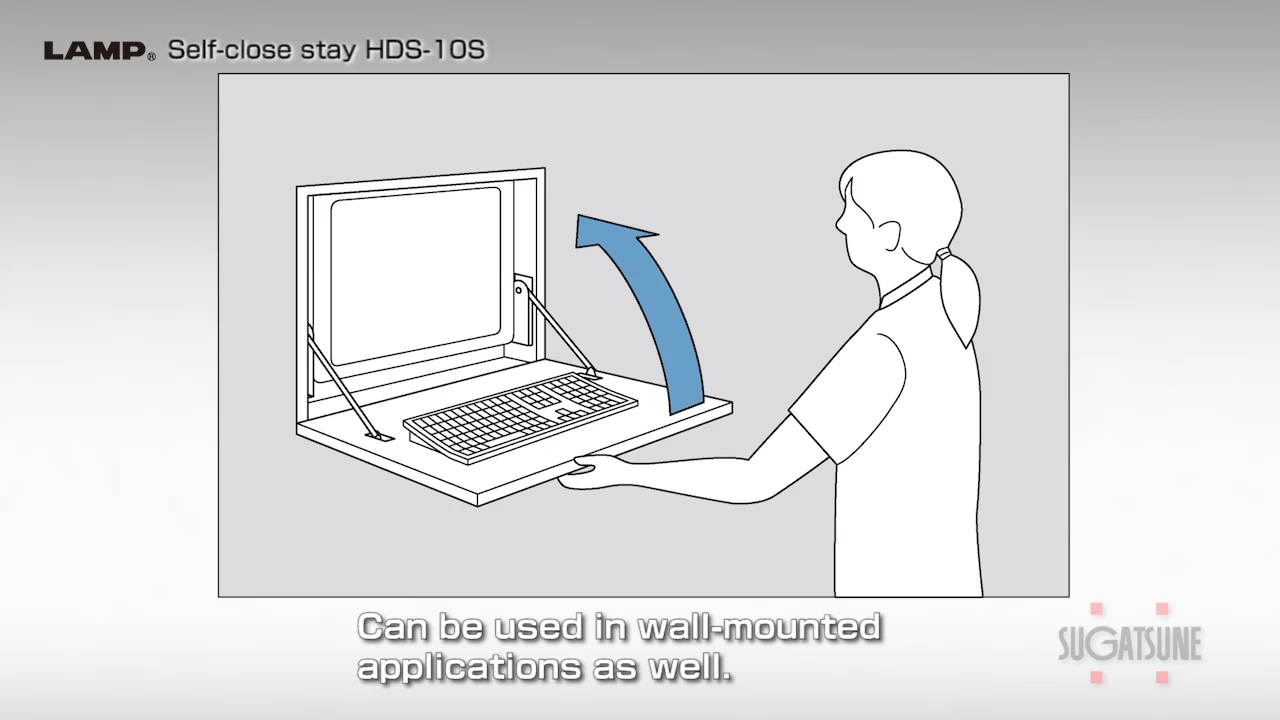 LAMP® Self-close stay HDS-10S
Can be used in wall-mounted
applications as well.
SUGATSUNE